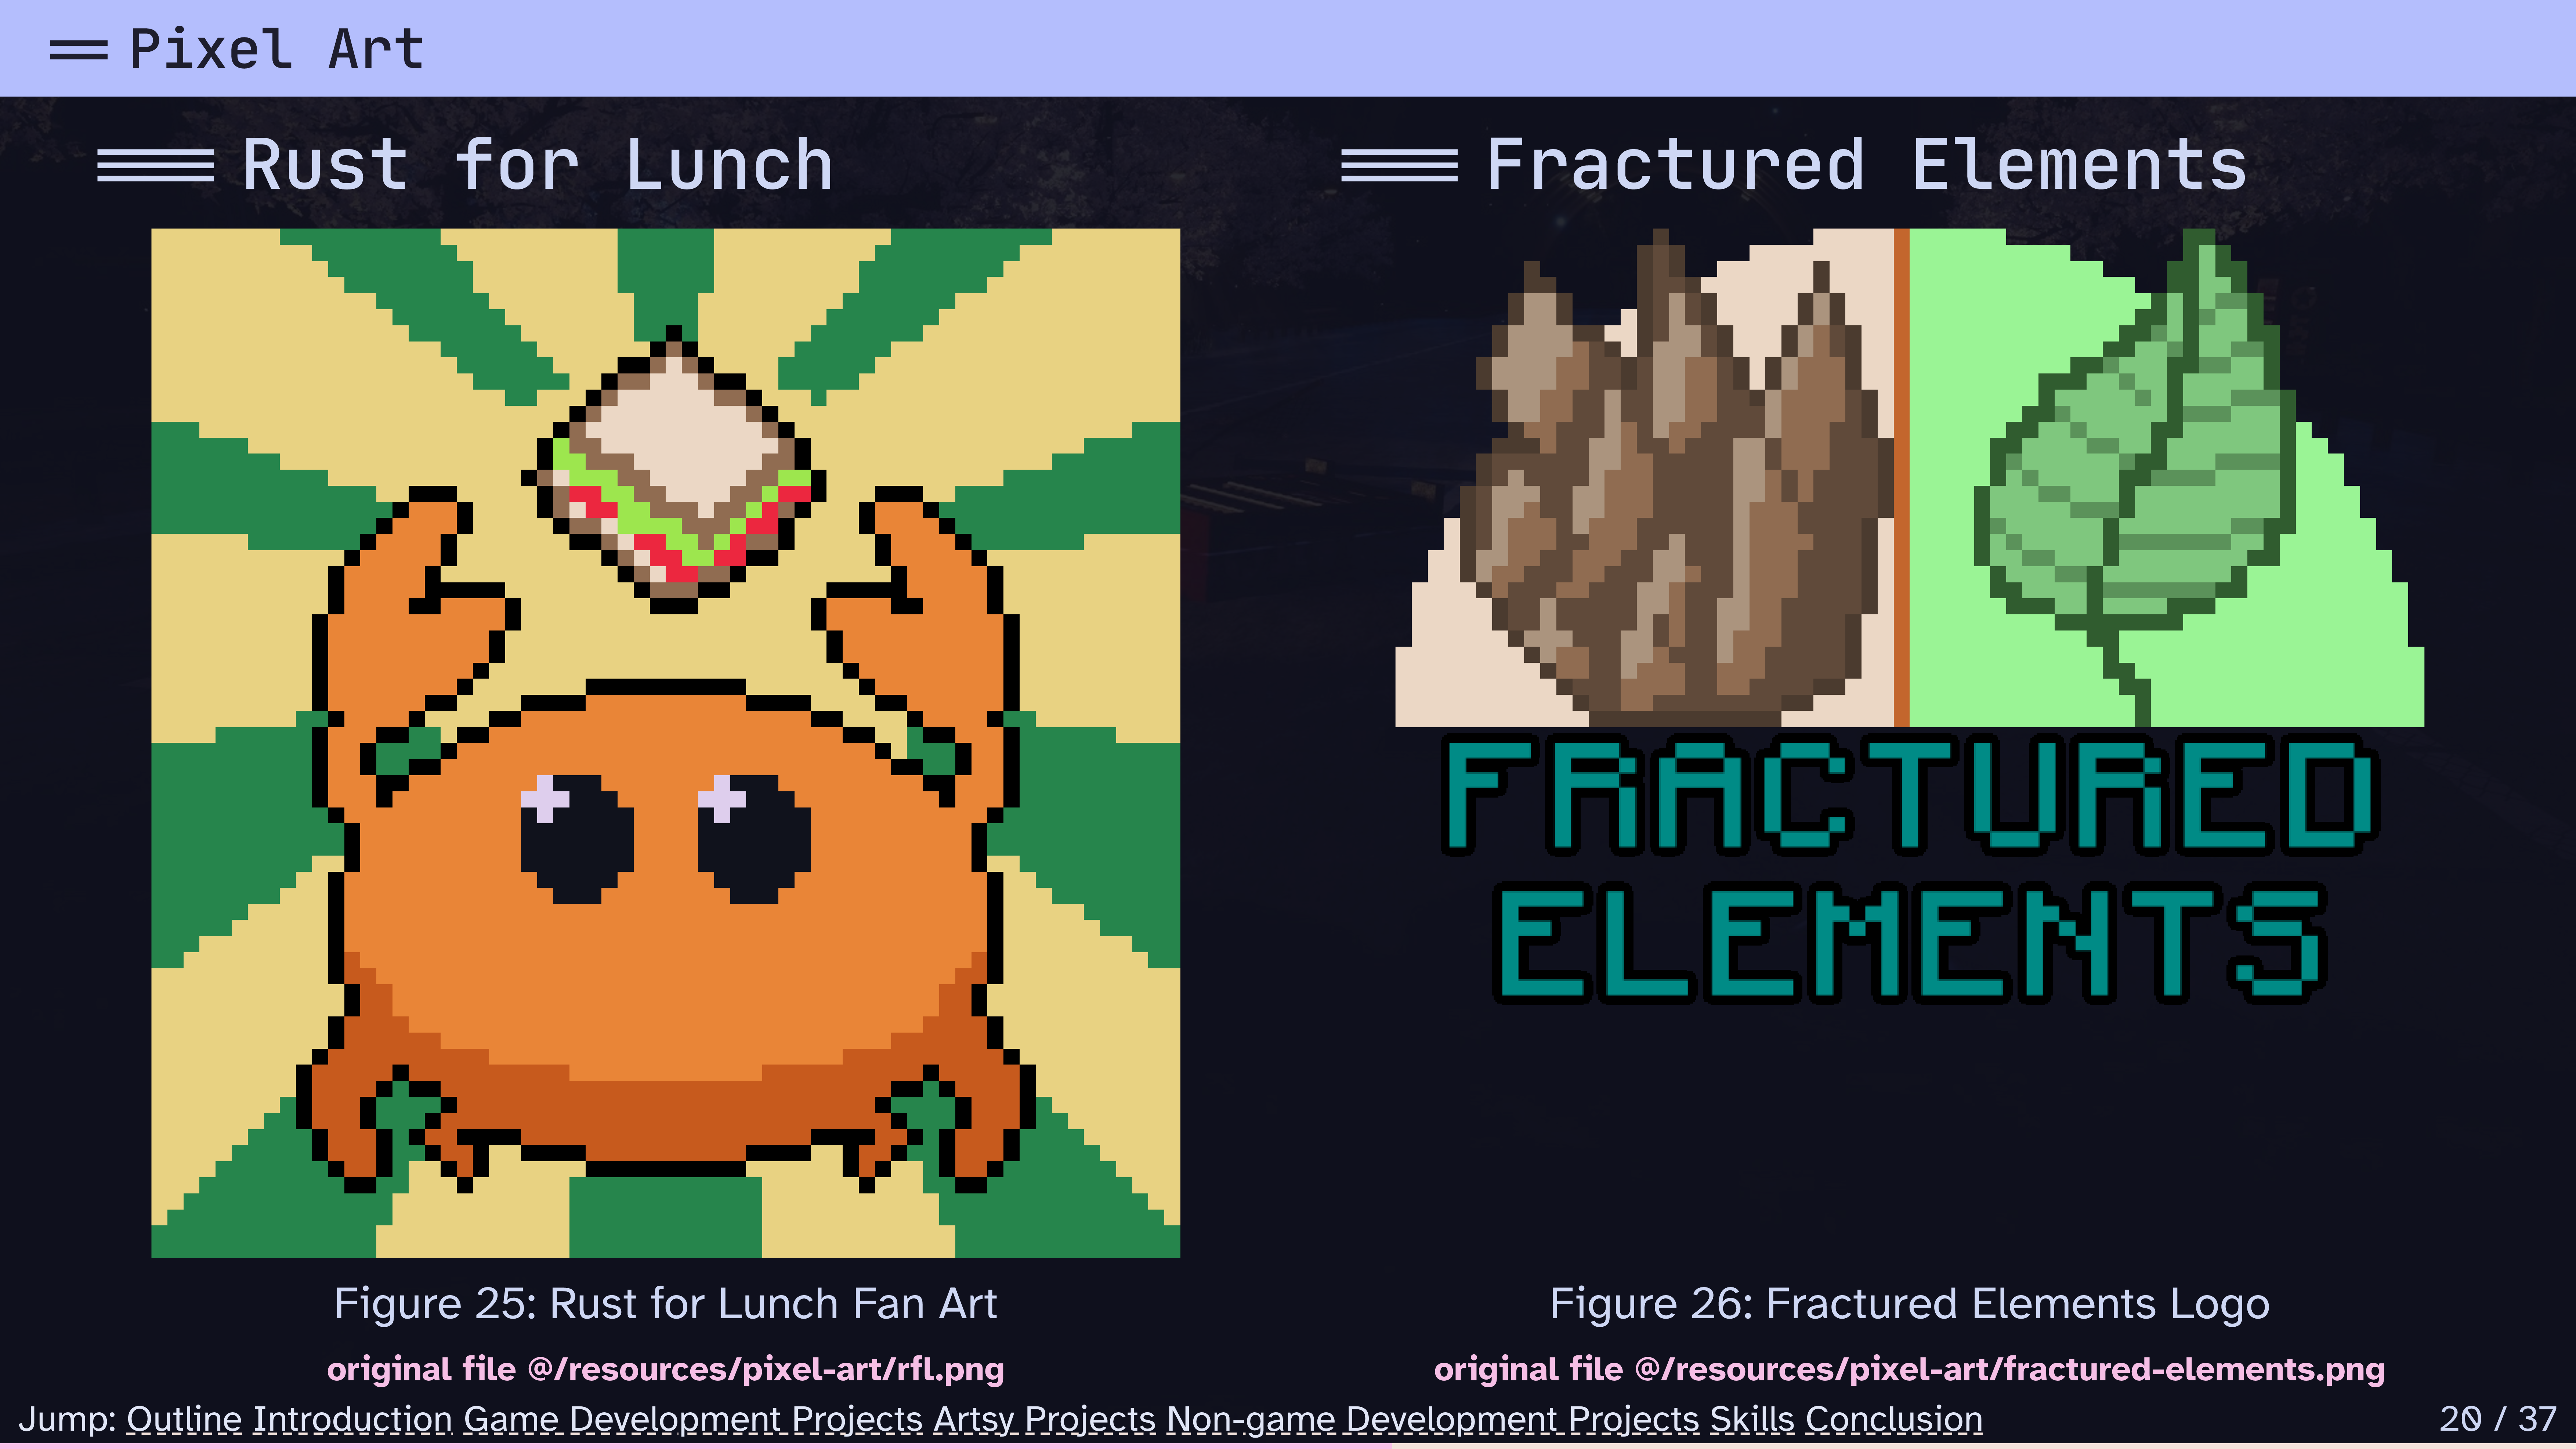 Pixel Art
Rust for Lunch
Fractured Elements
FRACTURED
ELEMENTS
Figure 25: Rust for Lunch Fan Art
Figure 26: Fractured Elements Logo
original file @/resources/pixel-art/rfl.png
original file @/resources/pixel-art/fractured-elements.png
Jump: Outline Introduction Game Development Projects Artsy Projects Non-game Development Projects Skills Conclusion
20 / 37